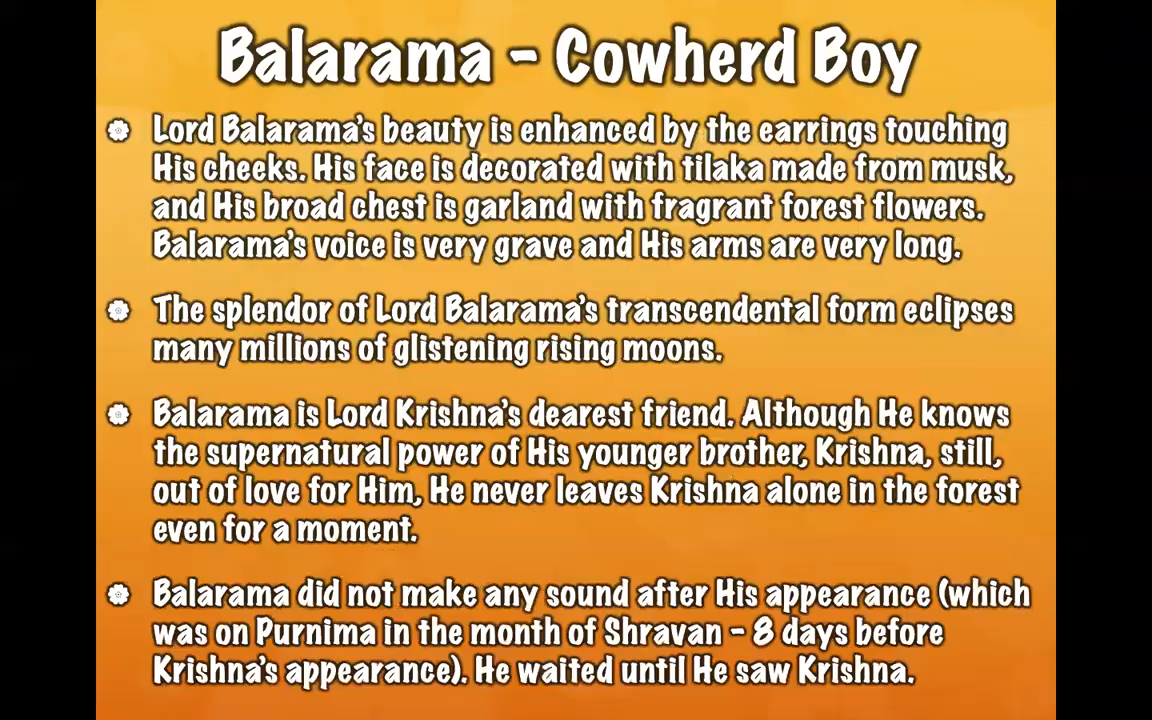 Balarama - Cowherd Boy
Lord Balarama's beauty is enhanced by the earrings touching
His cheeks. His face is decorated with tilaka made from musk,
and His broad chest is garland with fragrant forest flowers.
Balarama's voice is very grave and His arms are very long.
The splendor of Lord Balarama's transcendental form eclipses
many millions of glistening rising moons.
Balarama is Lord Krishna's dearest friend. Although He knows
the supernatural power of His younger brother, Krishna, still,
out of love for Him, He never leaves Krishna alone in the forest
even for a moment.
Balarama did not make any sound after His appearance (which
was on Purnima in the month of Shravan - 8 days before
Krishna's appearance). He waited until He saw Krishna.